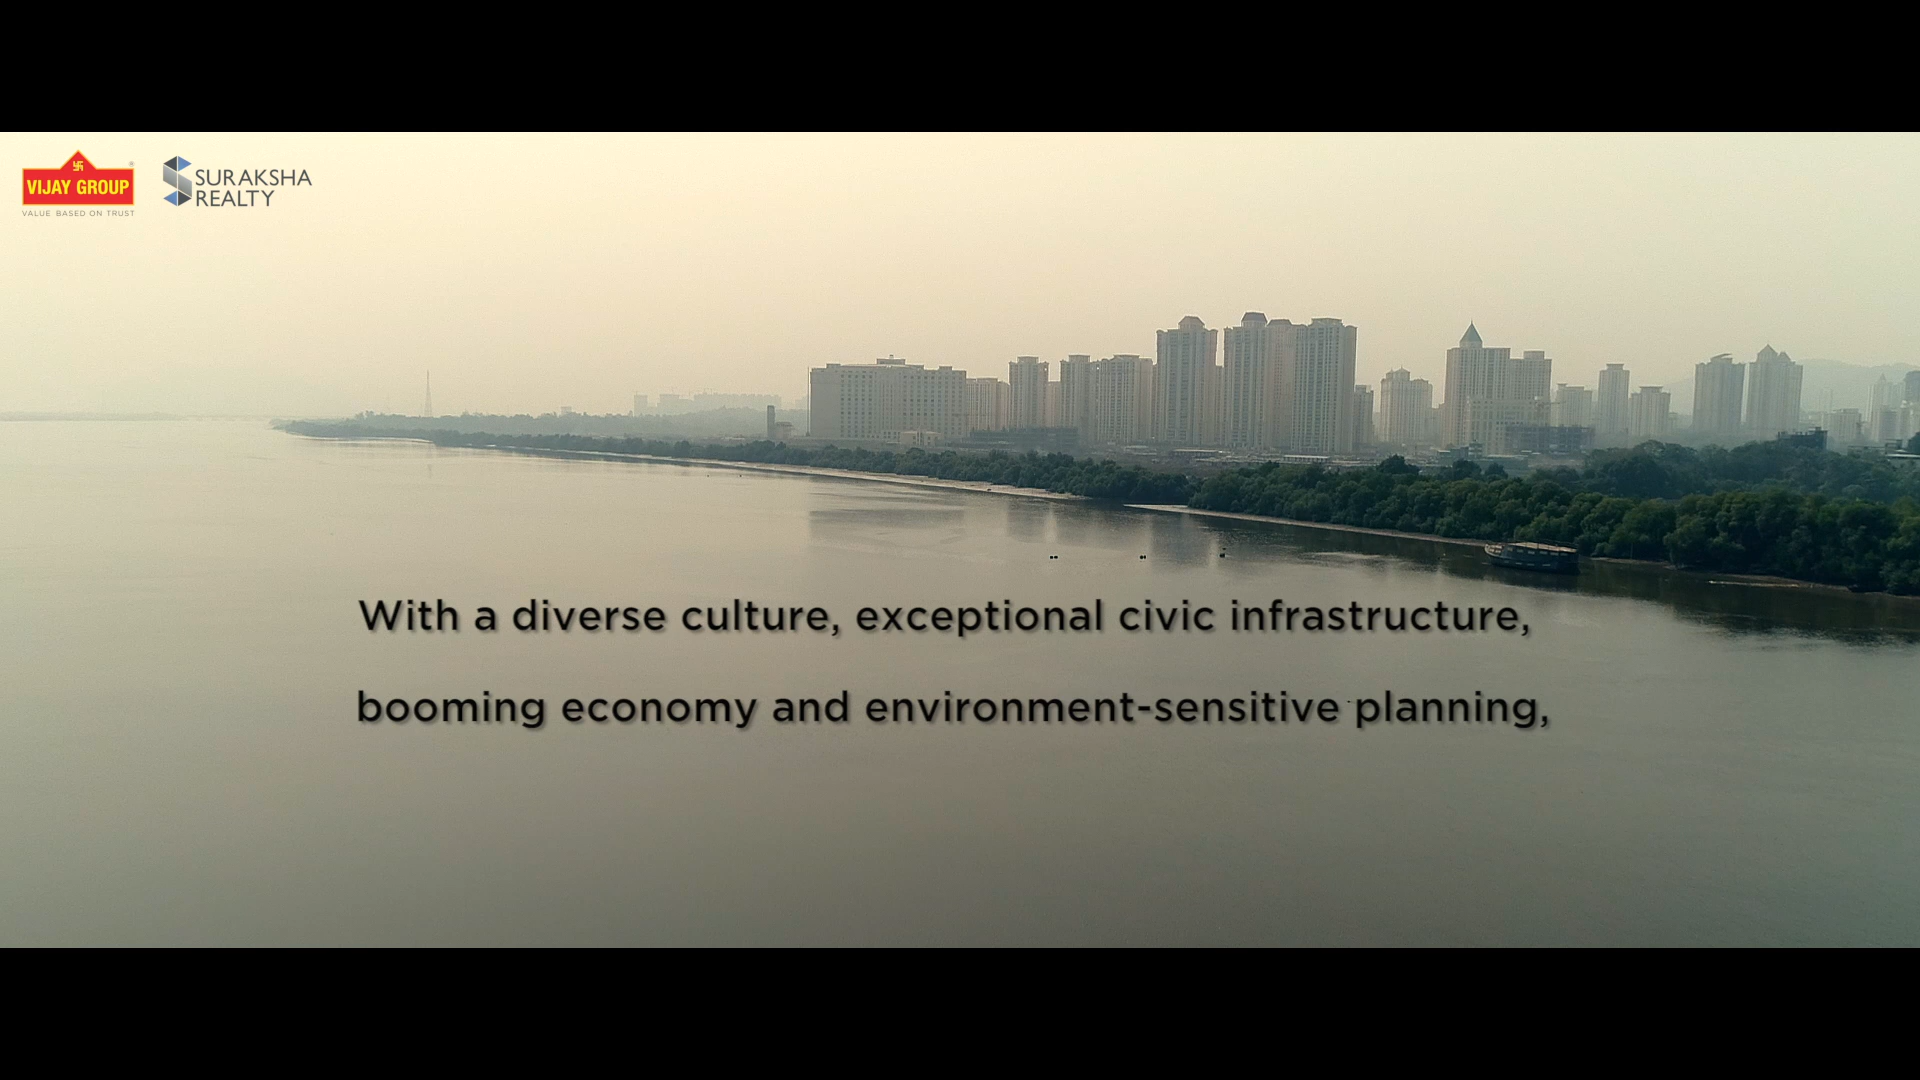 VIJAY GROUP
VALUE BASED ON TRUST
SURAKSHA
REALTY
With a diverse culture, exceptional civic infrastructure,
booming economy and environment-sensitive planning,